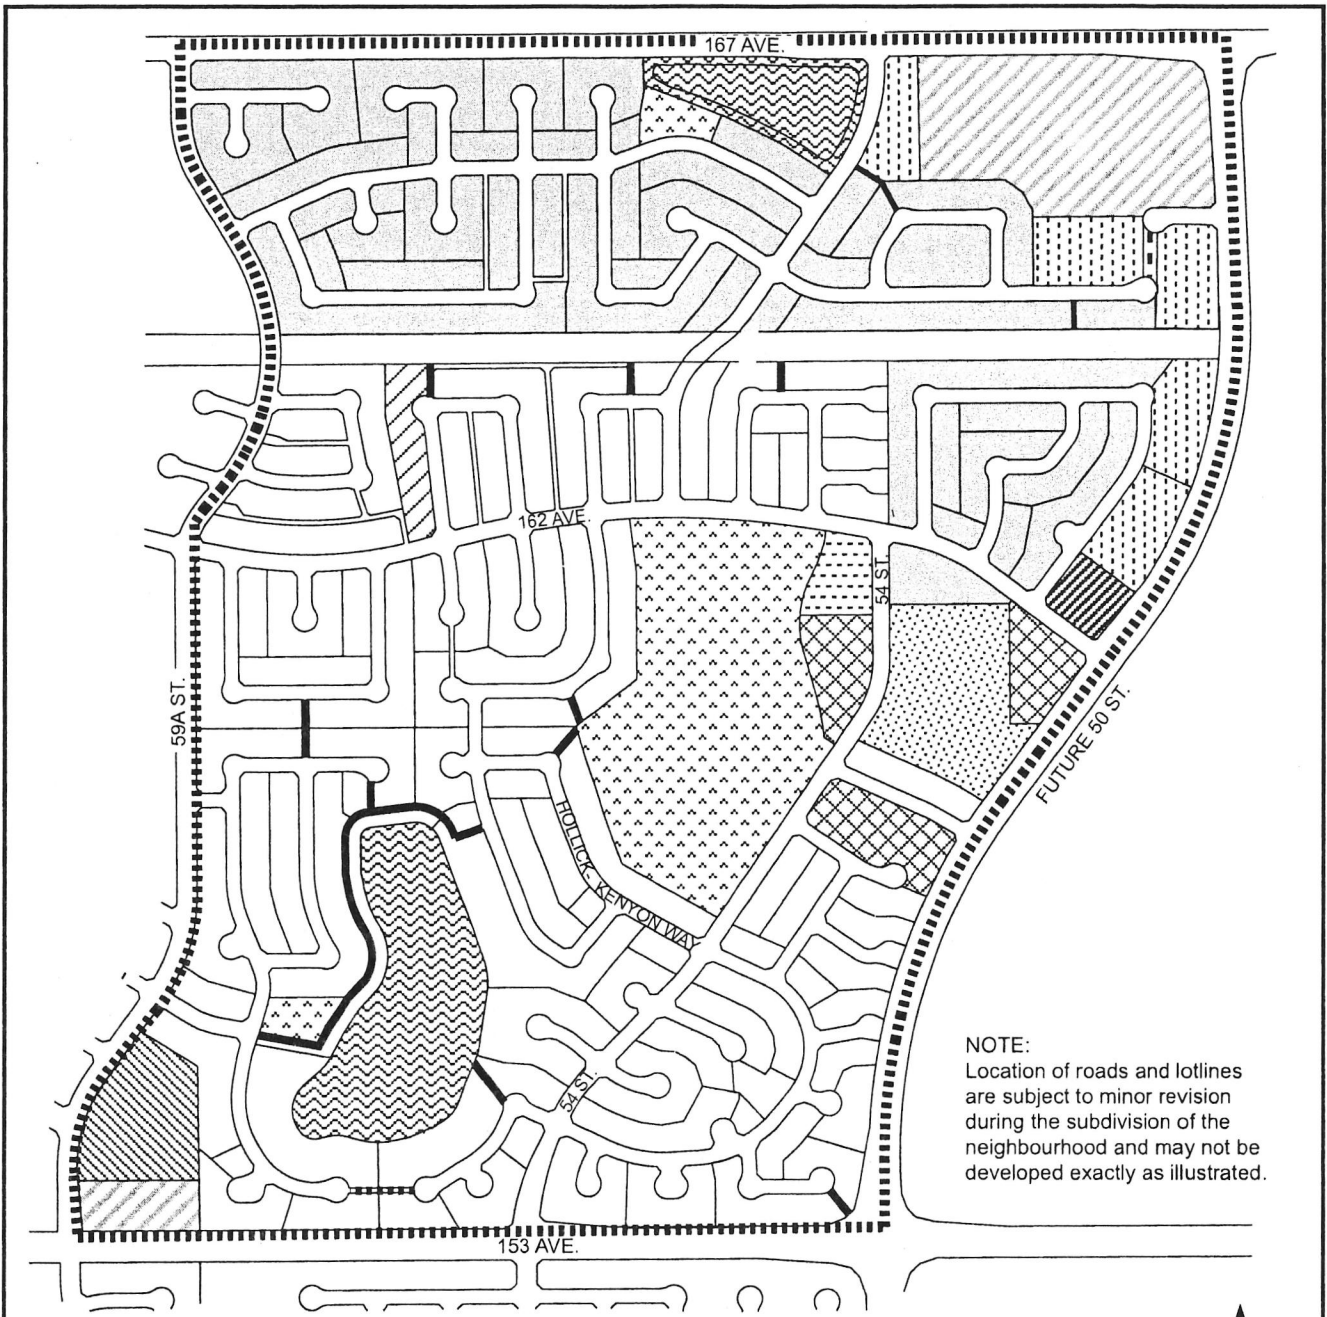 167 AVE.
162 AVE.
54 ST.
59A ST.
FUTURE 50 ST.
HOLLICK- KENYON WAY
NOTE:
Location of roads and lotlines
are subject to minor revision
during the subdivision of the
neighbourhood and may not be
developed exactly as illustrated.
54 ST.
153 AVE.